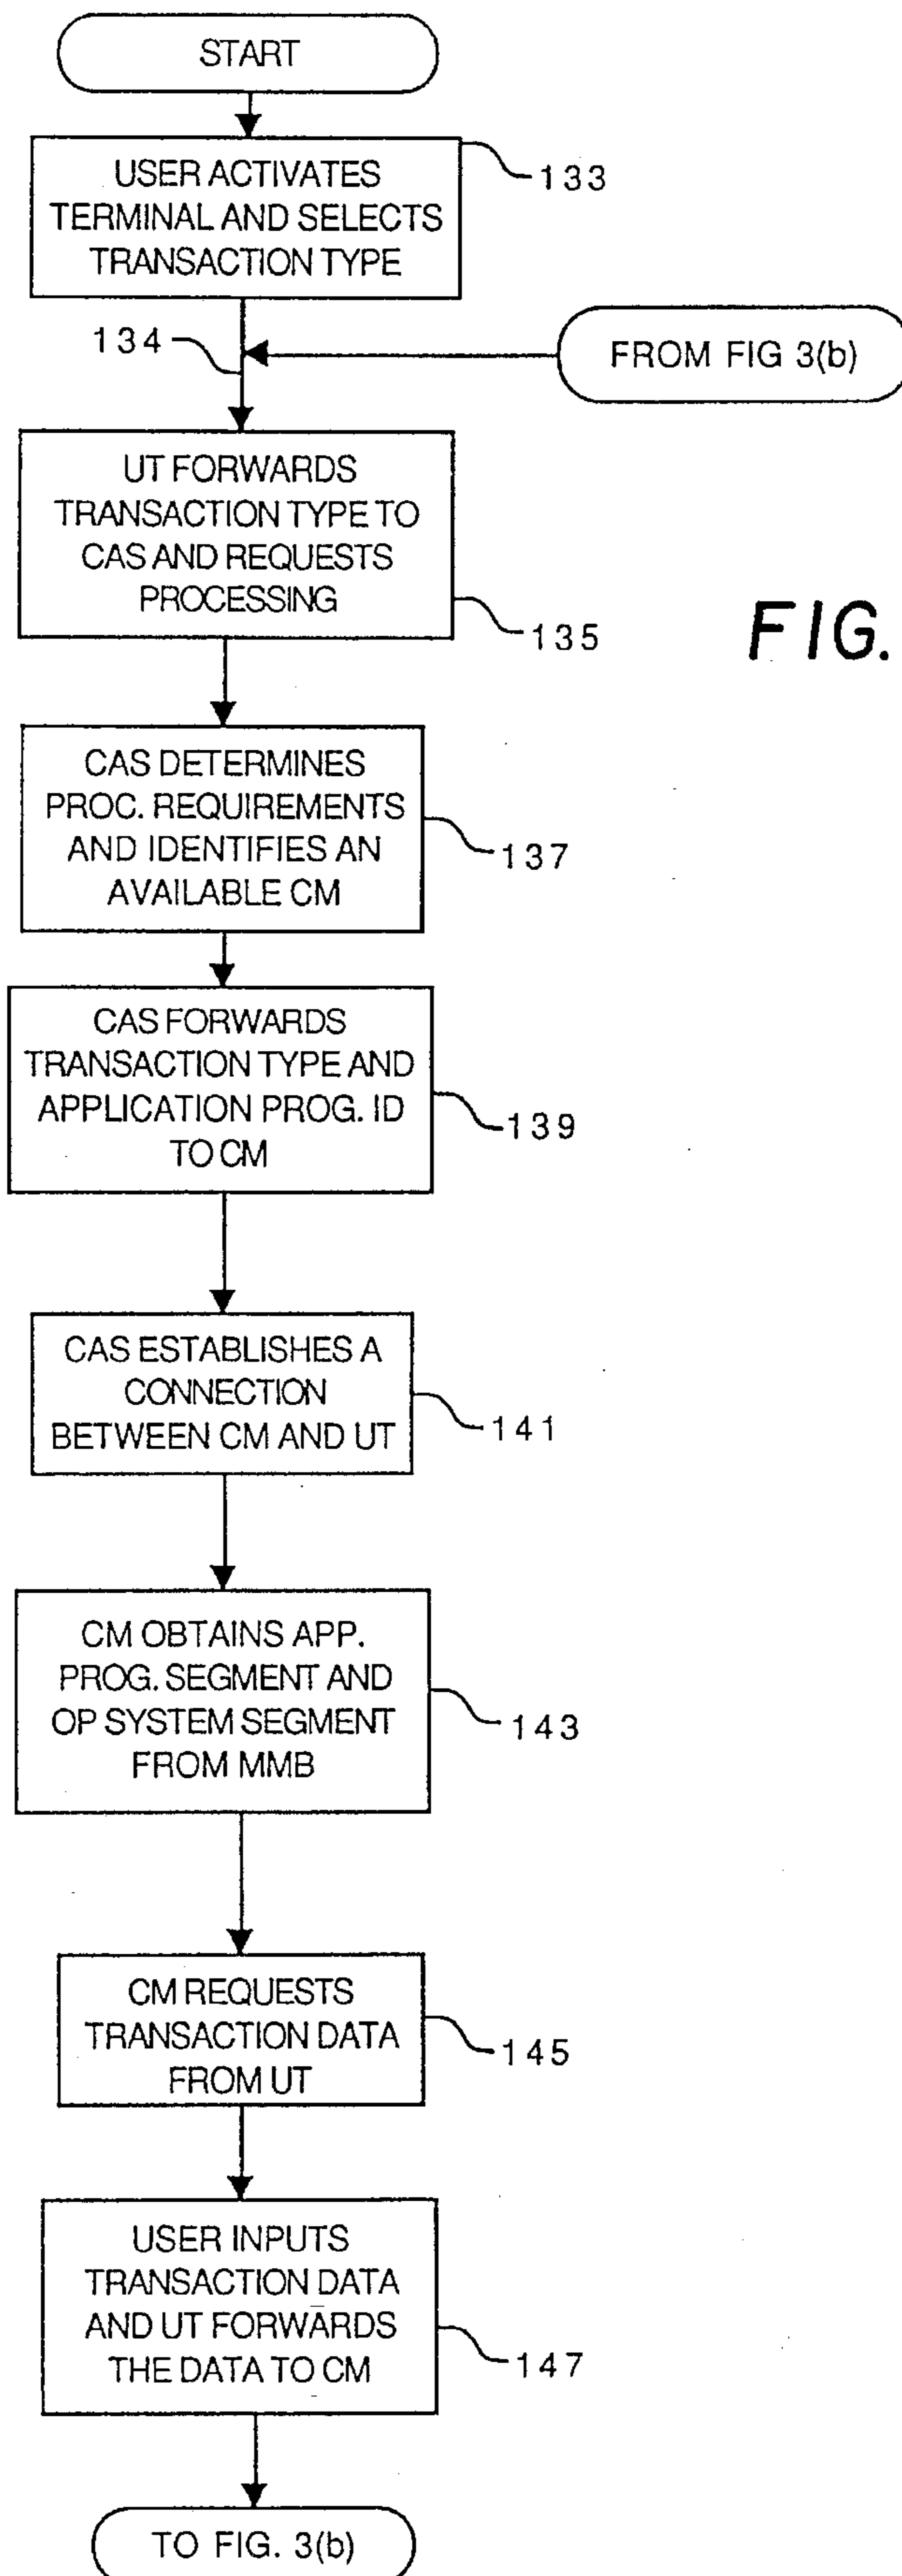 START
USER ACTIVATES
TERMINAL AND SELECTS
TRANSACTION TYPE
133
134
FROM FIG 3(b)
UT FORWARDS
TRANSACTION TYPE TO
CAS AND REQUESTS
PROCESSING
135
FIG.
CAS DETERMINES
PROC. REQUIREMENTS
AND IDENTIFIES AN
AVAILABLE CM
137
CAS FORWARDS
TRANSACTION TYPE AND
APPLICATION PROG. ID
TO CM
139
CAS ESTABLISHES A
CONNECTION
BETWEEN CM AND UT
141
CM OBTAINS APP.
PROG. SEGMENT AND
OP SYSTEM SEGMENT
FROM MMB
143
CM REQUESTS
TRANSACTION DATA
FROM UT
145
USER INPUTS
TRANSACTION DATA
AND UT FORWARDS
THE DATA TO CM
147
TO FIG. 3(b)